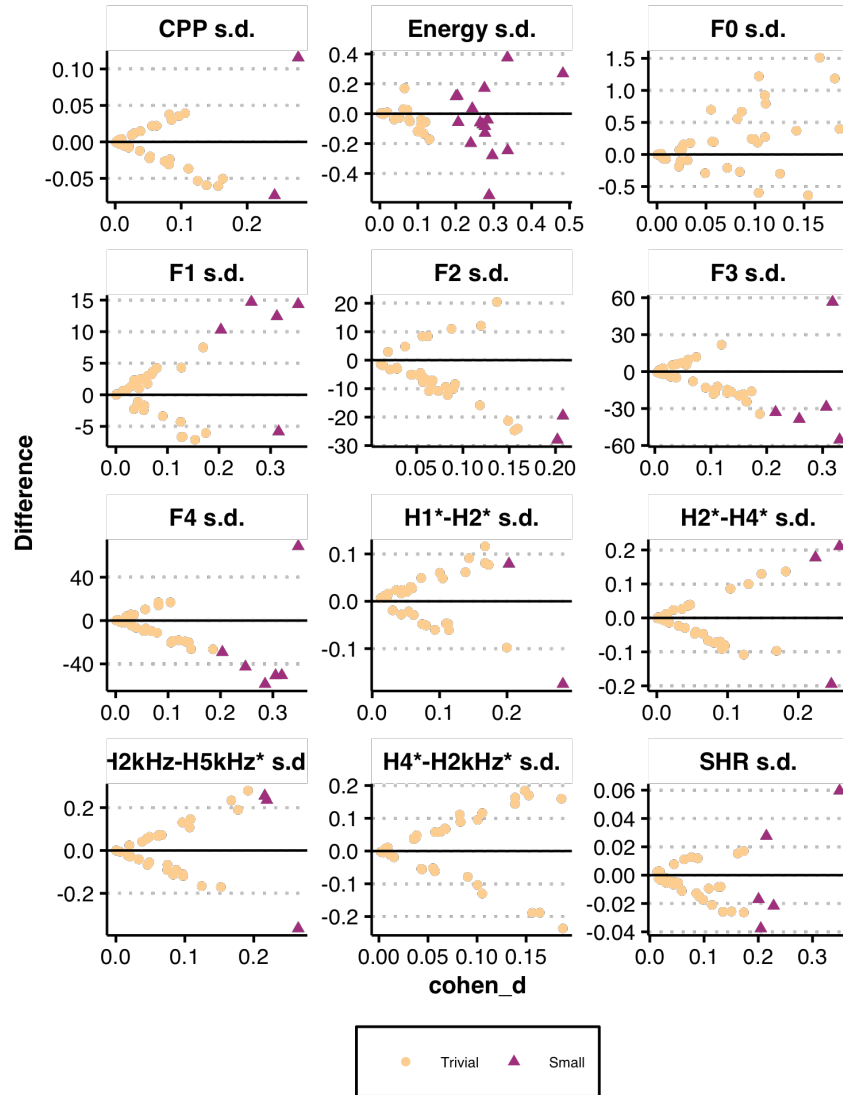 CPP s.d. Energy s.d. F0 s.d.
0.10 0.4 1.5
0.05 0.2 1.0
0.00 0.0 0.5
-0.05 -0.2 0.0
-0.4 -0.5
0.0 0.1 0.2 0.0 0.1 0.2 0.3 0.4 0.5 0.00 0.05 0.10 0.15
F1 s.d. F2 s.d. F3 s.d.
15 20 60
10 10 30
5 0 0
0 -10 -30
-5 -20 -60
-30
0.0 0.1 0.2 0.3 0.05 0.10 0.15 0.20 0.0 0.1 0.2 0.3
Difference
F4 s.d. H1*-H2* s.d. H2*-H4* s.d.
40 0.1 0.2
0 0.0 0.1
-40 -0.1 0.0
-0.1
-0.2
0.0 0.1 0.2 0.3 0.0 0.1 0.2 0.0 0.1 0.2
H2kHz-H5kHz* s.d H4*-H2kHz* s.d. SHR s.d.
0.2 0.2 0.06
0.0 0.1 0.04
-0.2 0.0 0.02
-0.1 0.00
-0.2 -0.02
-0.04
0.0 0.1 0.2 0.00 0.05 0.10 0.15 0.0 0.1 0.2 0.3
cohen_d
Trivial Small